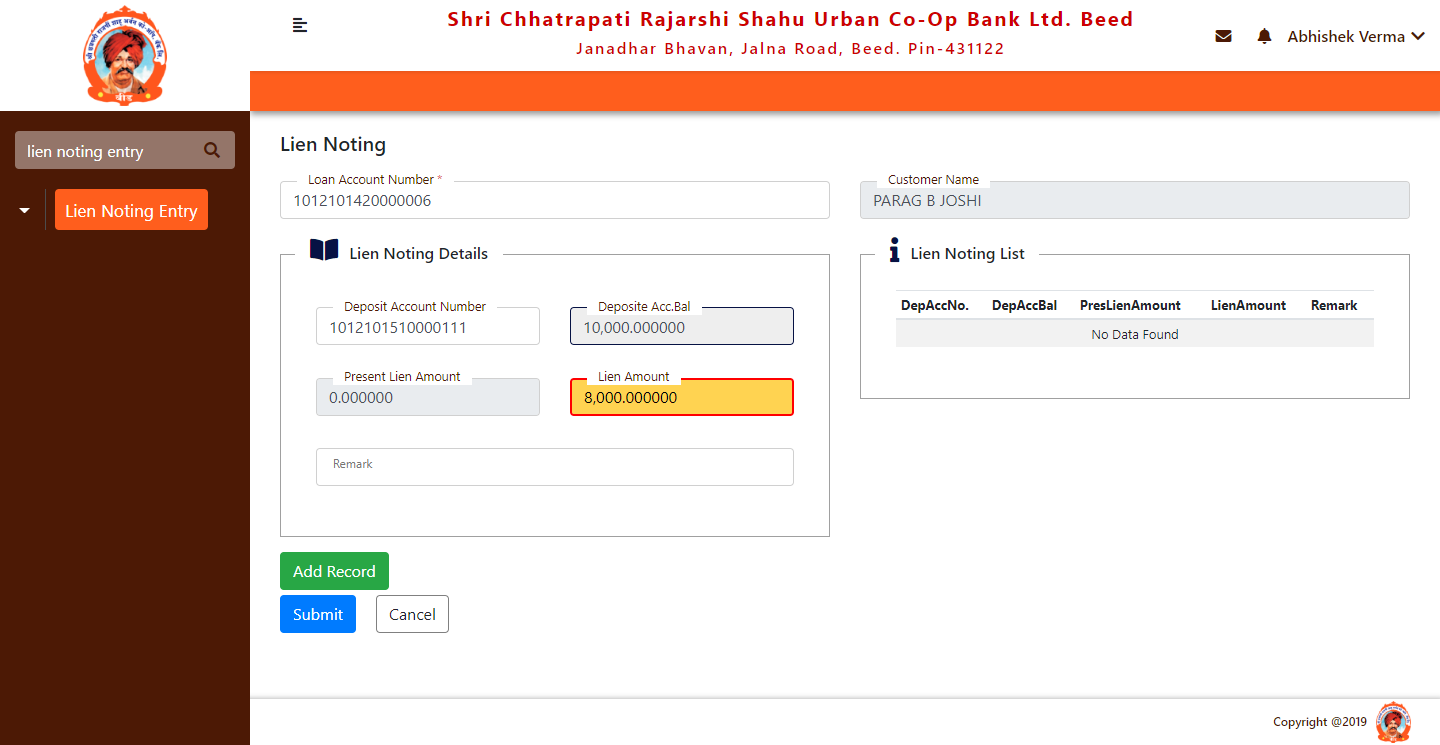 Shri Chhatrapati Rajarshi Shahu Urban Co-Op Bank Ltd. Beed
Janadhar Bhavan, Jalna Road, Beed. Pin-431122
Abhishek Verma
बीड
lien noting entry
Lien Noting Entry
Lien Noting
Loan Account Number *
1012101420000006
Customer Name
PARAG B JOSHI
Lien Noting Details
Deposit Account Number
1012101510000111
Deposite Acc.Bal
10,000.000000
Present Lien Amount
0.000000
Lien Amount
8,000.000000
Remark
Lien Noting List
DepAccNo. DepAccBal PresLienAmount LienAmount Remark
No Data Found
Add Record
Submit Cancel
Copyright @2019